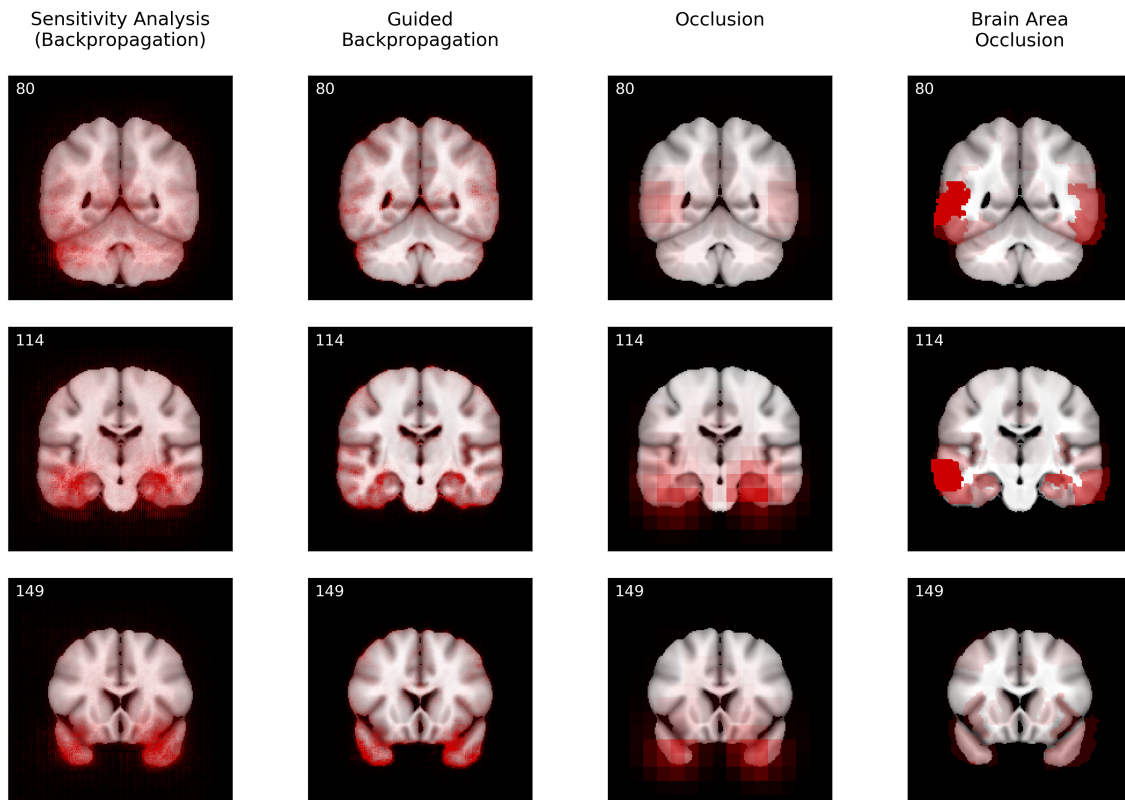 Sensitivity Analysis
(Backpropagation)
Guided
Backpropagation
Occlusion
Brain Area
Occlusion
80
80
80
80
114
114
114
114
149
149
149
149